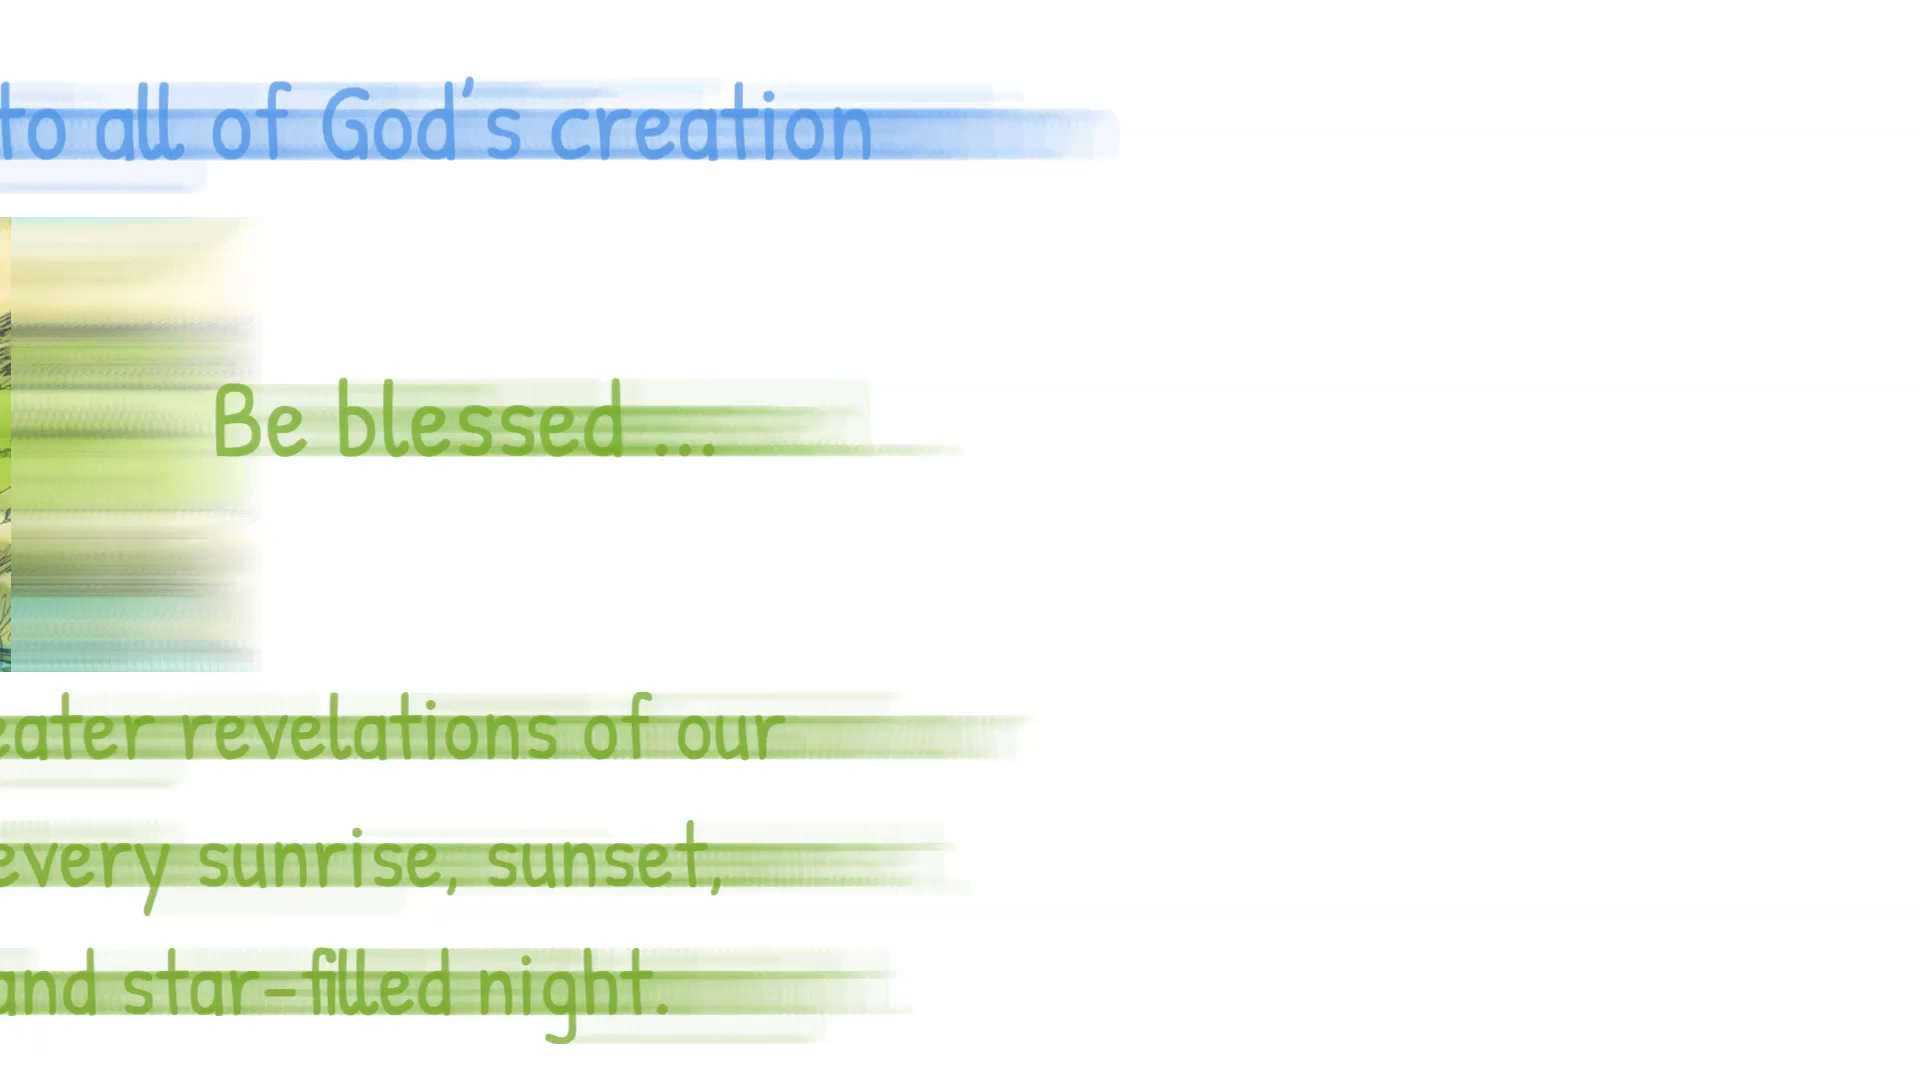 to all of God's creation
Be blessed ...
eater revelations of our
every sunrise, sunset,
and star-filled night.